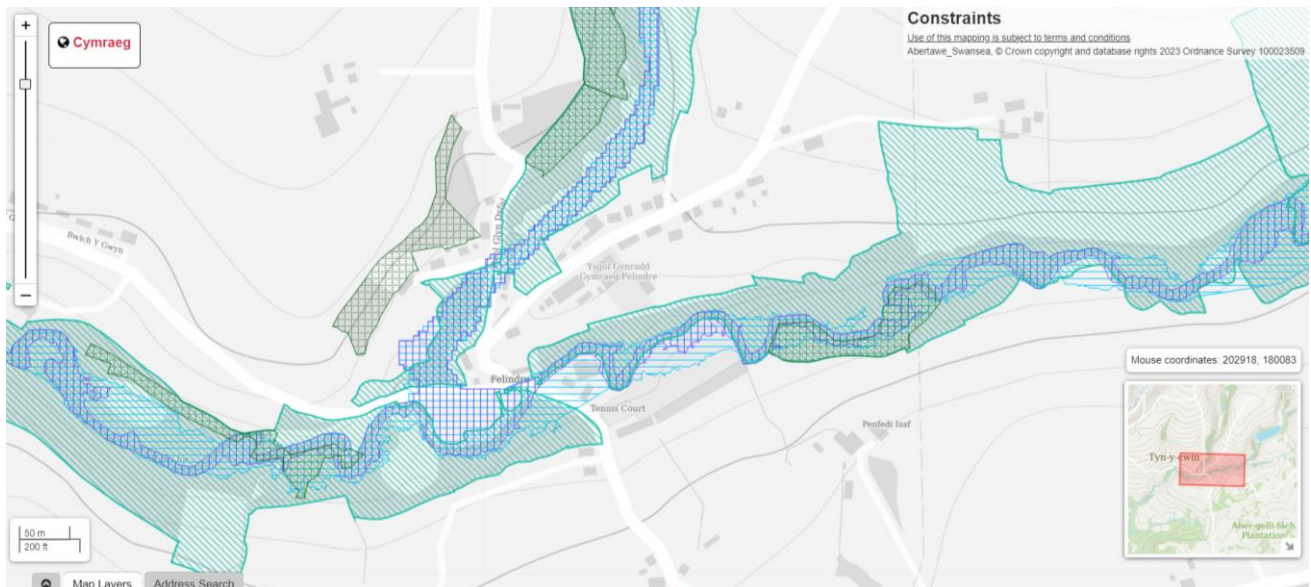 +
Cymraeg
Constraints
Use of this mapping is subject to terms and conditions
Abertawe_Swansea, © Crown copyright and database rights 2023 Ordnance Survey 100023509
Bwlch Y Gwyn
Ysgol Gynradd
Gymraeg Felindre
Felindre
Tennis Court
Penfedi Isaf
−
Mouse coordinates: 202918, 180083
Tyn-y-cwm
Aber-gelli-fâch
Plantation
50 m
200 ft
Map Layers
Address Search